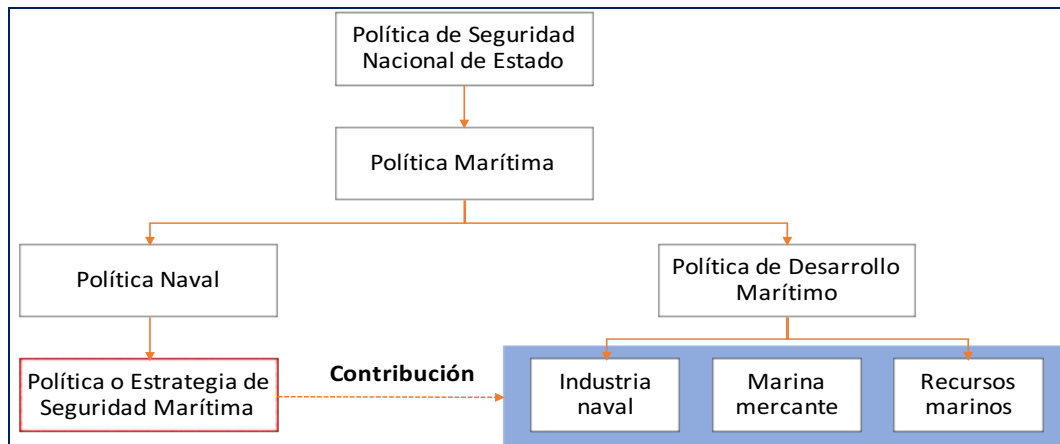 Política de Seguridad
Nacional de Estado
Política Marítima
Política Naval
Política de Desarrollo
Marítimo
Política o Estrategia de
Seguridad Marítima
Contribución
Industria
naval
Marina
mercante
Recursos
marinos